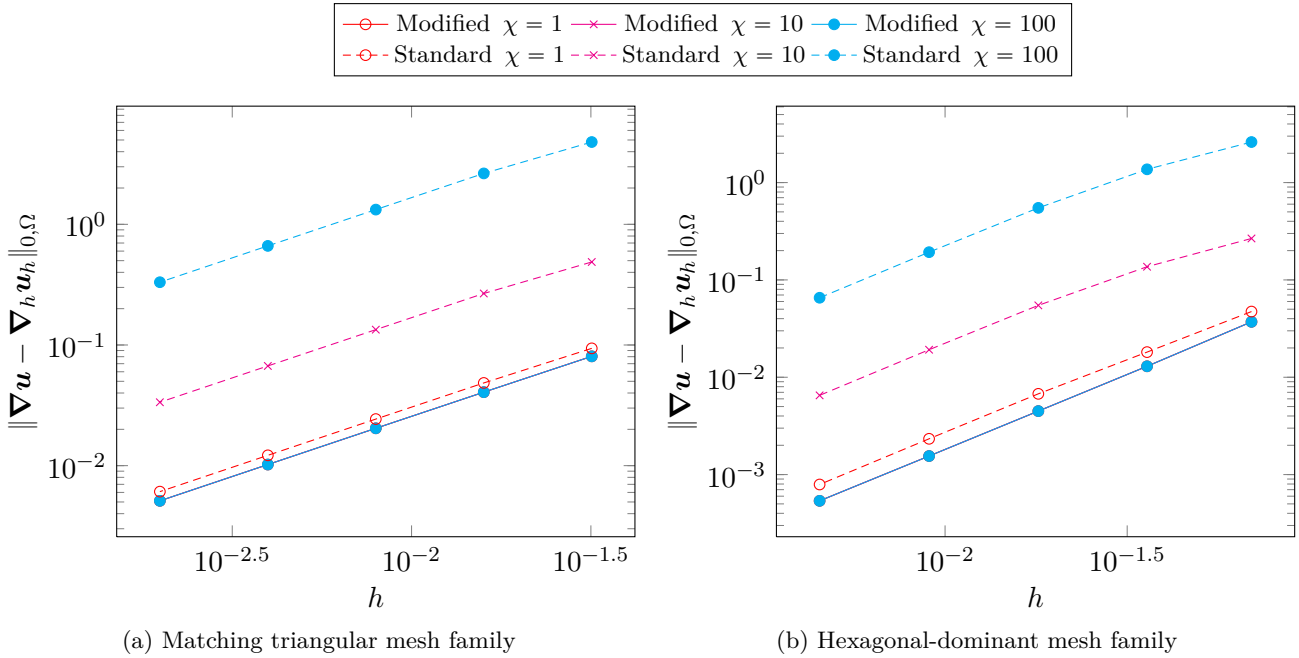 Modified χ = 1 Modified χ = 10 Modified χ = 100
Standard χ = 1 Standard χ = 10 Standard χ = 100
10^0
10^−1
10^−2
‖∇u − ∇_h u_h‖_{0,Ω}
10^−2.5 10^−2 10^−1.5
h
(a) Matching triangular mesh family
10^0
10^−1
10^−2
10^−3
‖∇u − ∇_h u_h‖_{0,Ω}
10^−2 10^−1.5
h
(b) Hexagonal-dominant mesh family